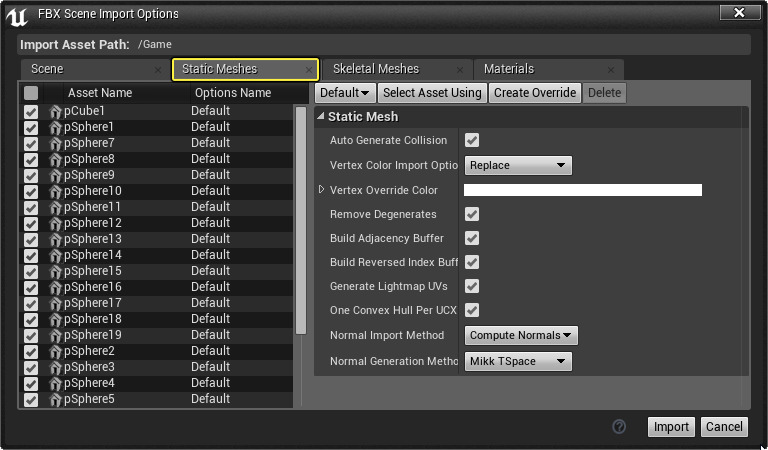 FBX Scene Import Options
Import Asset Path: /Game
Scene
Static Meshes
Skeletal Meshes
Materials
Asset Name Options Name
pCube1 Default
pSphere1 Default
pSphere7 Default
pSphere8 Default
pSphere9 Default
pSphere10 Default
pSphere11 Default
pSphere12 Default
pSphere13 Default
pSphere14 Default
pSphere15 Default
pSphere16 Default
pSphere17 Default
pSphere18 Default
pSphere19 Default
pSphere2 Default
pSphere3 Default
pSphere4 Default
pSphere5 Default
Default Select Asset Using Create Override Delete
Static Mesh
Auto Generate Collision
Vertex Color Import Optio Replace
Vertex Override Color
Remove Degenerates
Build Adjacency Buffer
Build Reversed Index Buff
Generate Lightmap UVs
One Convex Hull Per UCX
Normal Import Method Compute Normals
Normal Generation Metho Mikk TSpace
Import Cancel